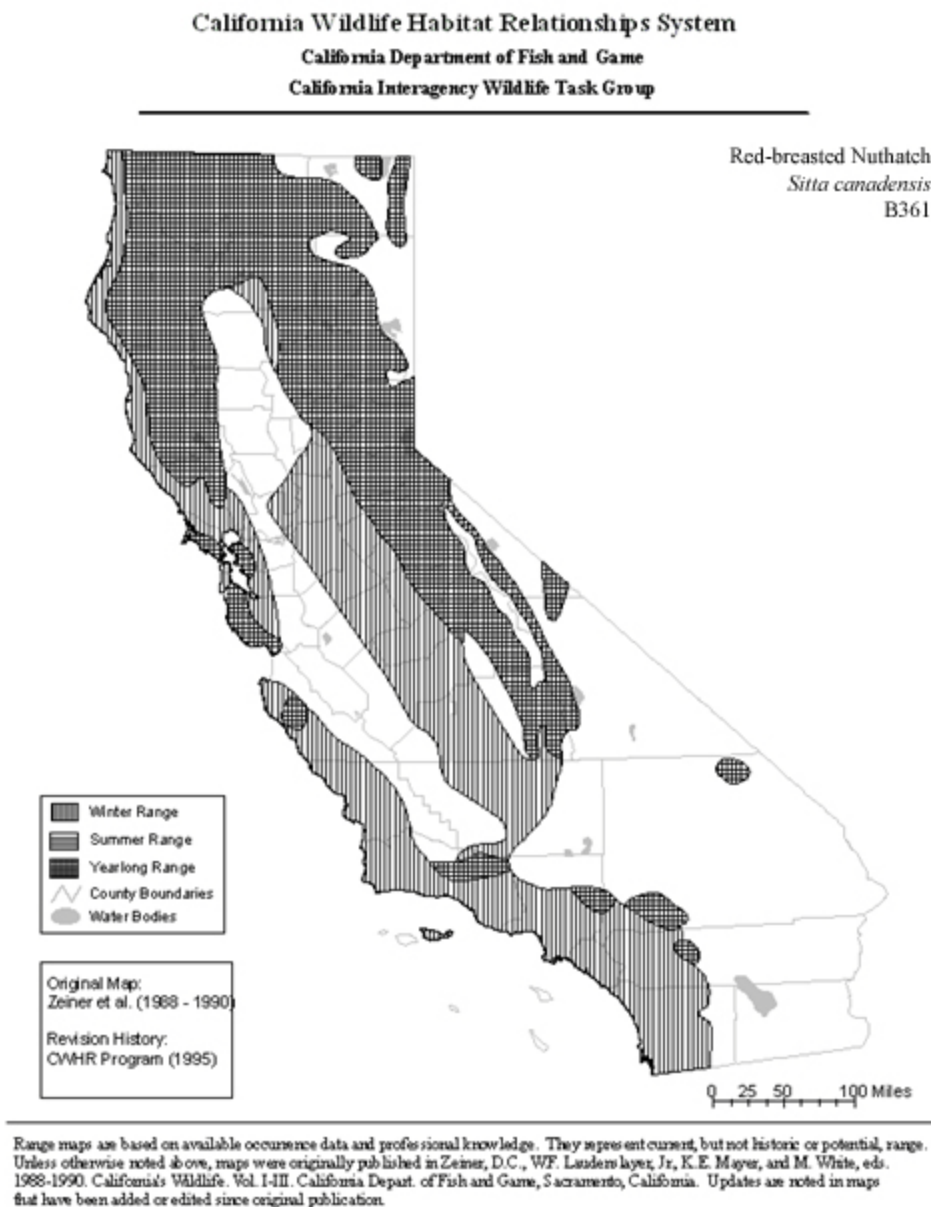 California Wildlife Habitat Relationships System
California Department of Fish and Game
California Interagency Wildlife Task Group
Red-breasted Nuthatch
Sitta canadensis
B361
Winter Range
Summer Range
Yearlong Range
County Boundaries
Water Bodies
Original Map:
Zeiner et al. (1988 - 1990)
Revision History:
CWHR Program (1995)
0 25 50 100 Miles
Range maps are based on available occurrence data and professional knowledge. They represent current, but not historic or potential, range.
Unless otherwise noted above, maps were originally published in Zeiner, D.C., W.F. Laudenslayer, Jr., K.E. Mayer, and M. White, eds.
1988-1990. California's Wildlife. Vol. I-III. California Depart. of Fish and Game, Sacramento, California. Updates are noted in maps
that have been added or edited since original publication.